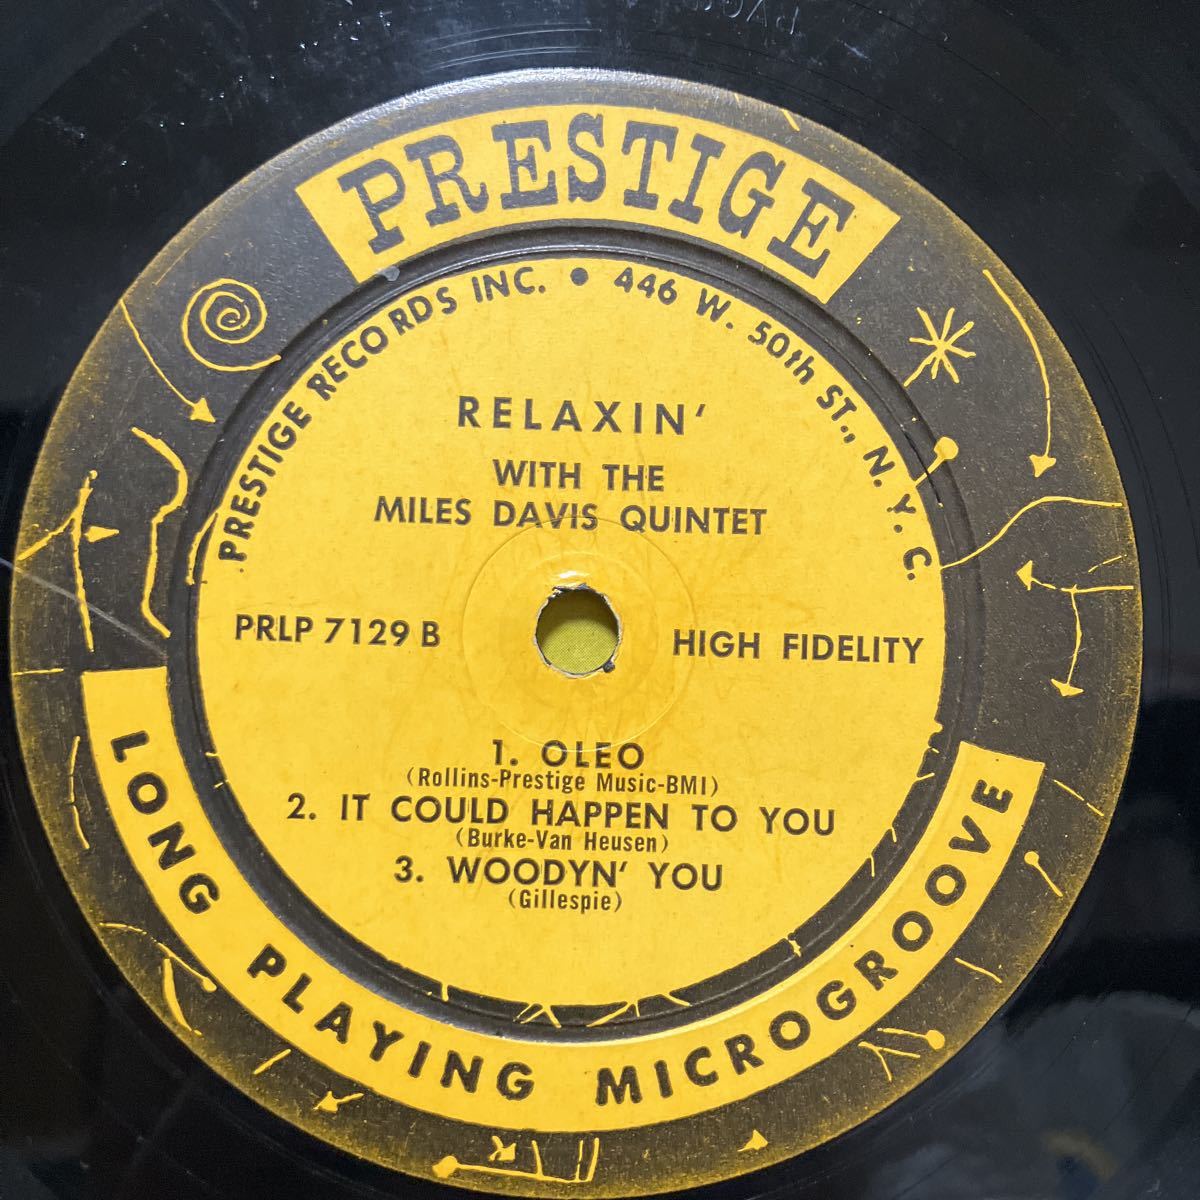 PRESTIGE
PRESTIGE RECORDS INC. • 446 W. 50th ST., N. Y. C.
RELAXIN'
WITH THE
MILES DAVIS QUINTET
PRLP 7129 B
HIGH FIDELITY
1. OLEO
(Rollins-Prestige Music-BMI)
2. IT COULD HAPPEN TO YOU
(Burke-Van Heusen)
3. WOODYN' YOU
(Gillespie)
LONG PLAYING MICROGROOVE